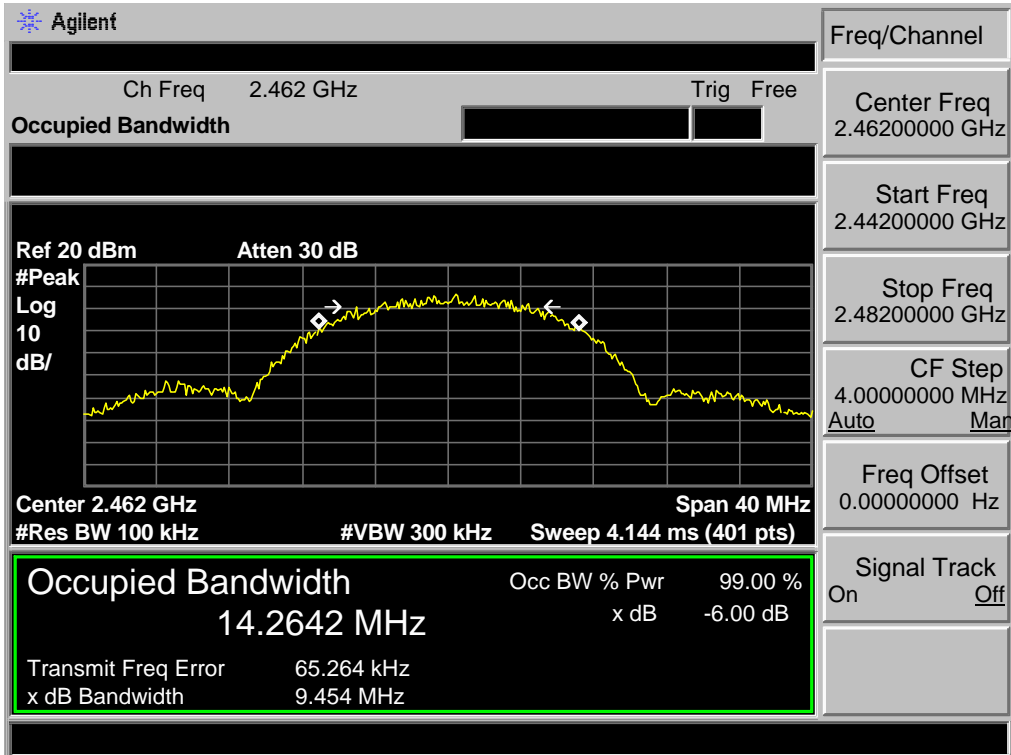 Agilent
Freq/Channel
Ch Freq 2.462 GHz Trig Free
Occupied Bandwidth
Center Freq
2.46200000 GHz
Start Freq
2.44200000 GHz
Ref 20 dBm Atten 30 dB
#Peak
Log
10
dB/
Stop Freq
2.48200000 GHz
CF Step
4.00000000 MHz
Auto Man
Center 2.462 GHz Span 40 MHz
#Res BW 100 kHz #VBW 300 kHz Sweep 4.144 ms (401 pts)
Freq Offset
0.00000000 Hz
Occupied Bandwidth
14.2642 MHz
Occ BW % Pwr 99.00 %
x dB -6.00 dB
Transmit Freq Error 65.264 kHz
x dB Bandwidth 9.454 MHz
Signal Track
On Off